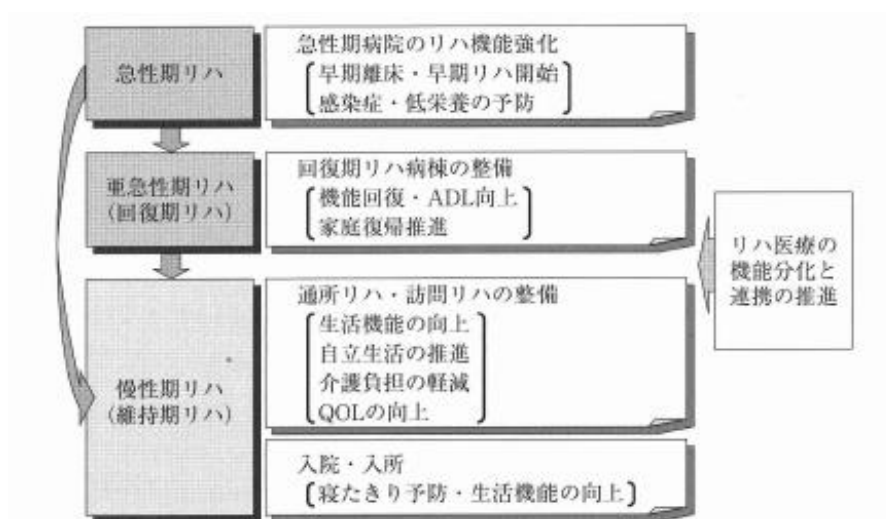 急性期リハ
急性期病院のリハ機能強化
早期離床・早期リハ開始
感染症・低栄養の予防
亜急性期リハ
(回復期リハ)
回復期リハ病棟の整備
機能回復・ADL向上
家庭復帰推進
慢性期リハ
(維持期リハ)
通所リハ・訪問リハの整備
生活機能の向上
自立生活の推進
介護負担の軽減
QOLの向上
入院・入所
寝たきり予防・生活機能の向上
リハ医療の
機能分化と
連携の推進